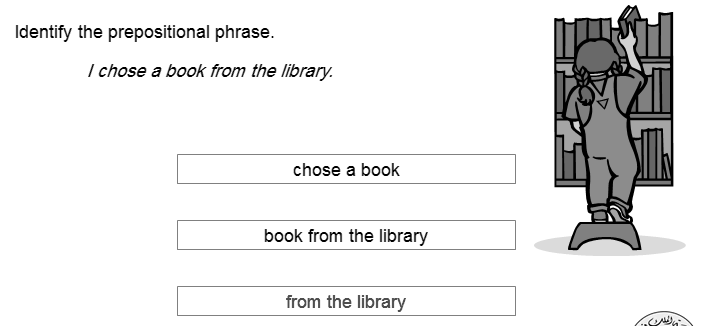 Identify the prepositional phrase.
I chose a book from the library.
chose a book
book from the library
from the library